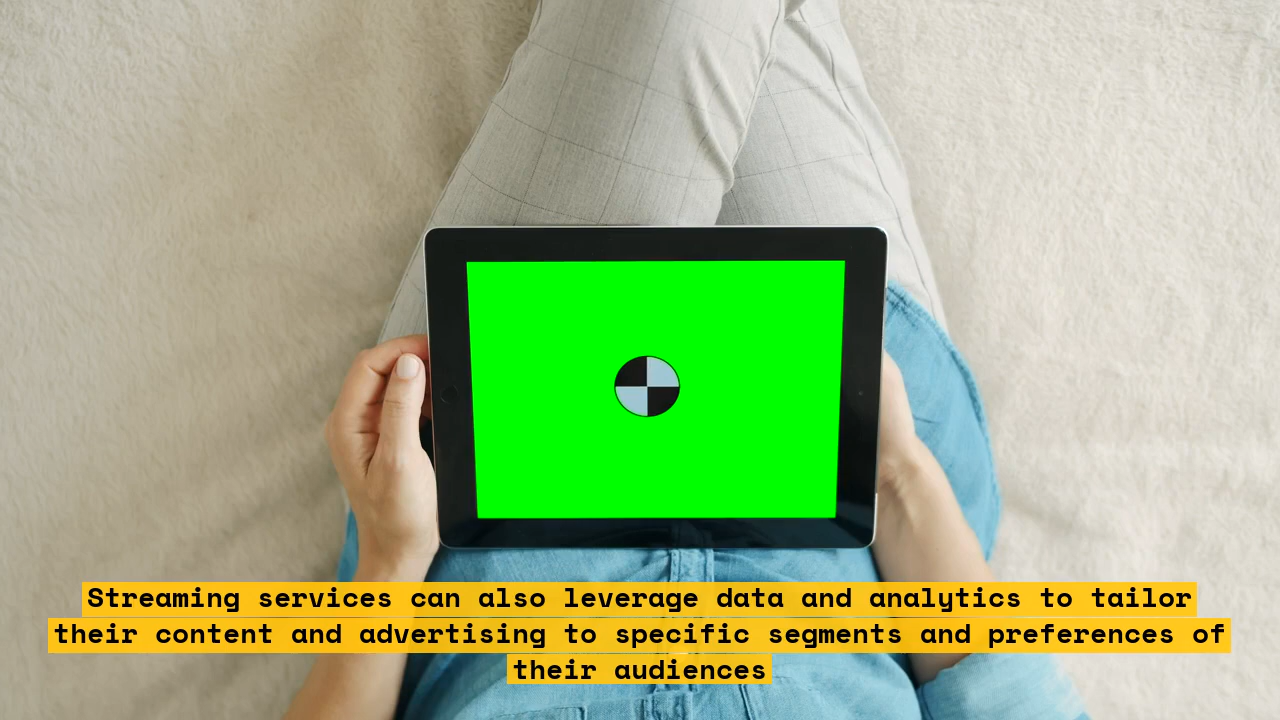 Streaming services can also leverage data and analytics to tailor
their content and advertising to specific segments and preferences of
their audiences